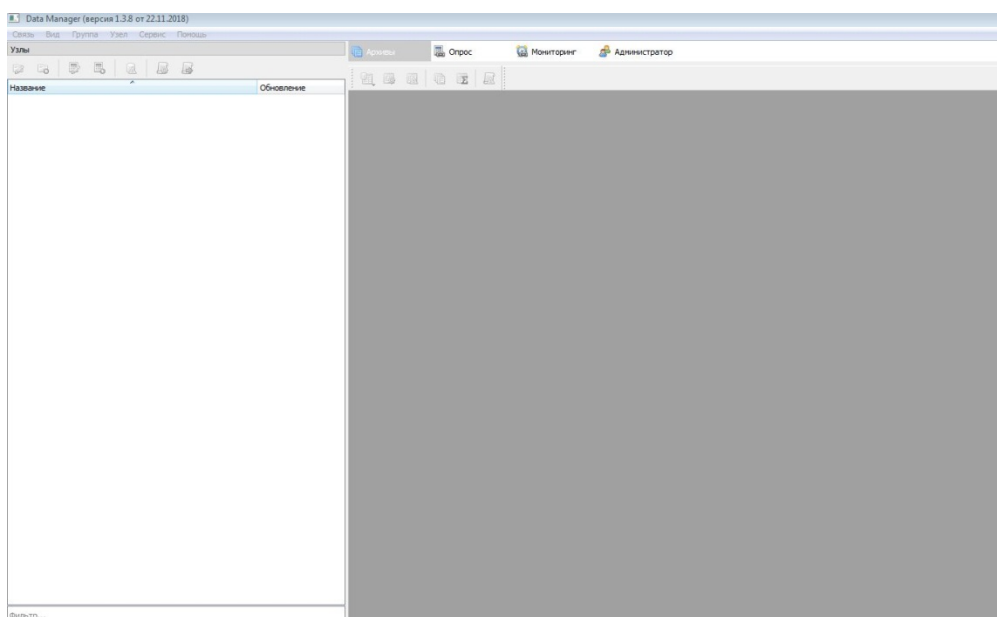 Data Manager (версия 1.3.8 от 22.11.2018)
Связь Вид Группа Узел Сервис Помощь
Узлы
Архивы Опрос Мониторинг Администратор
Название Обновление
Фильтр...